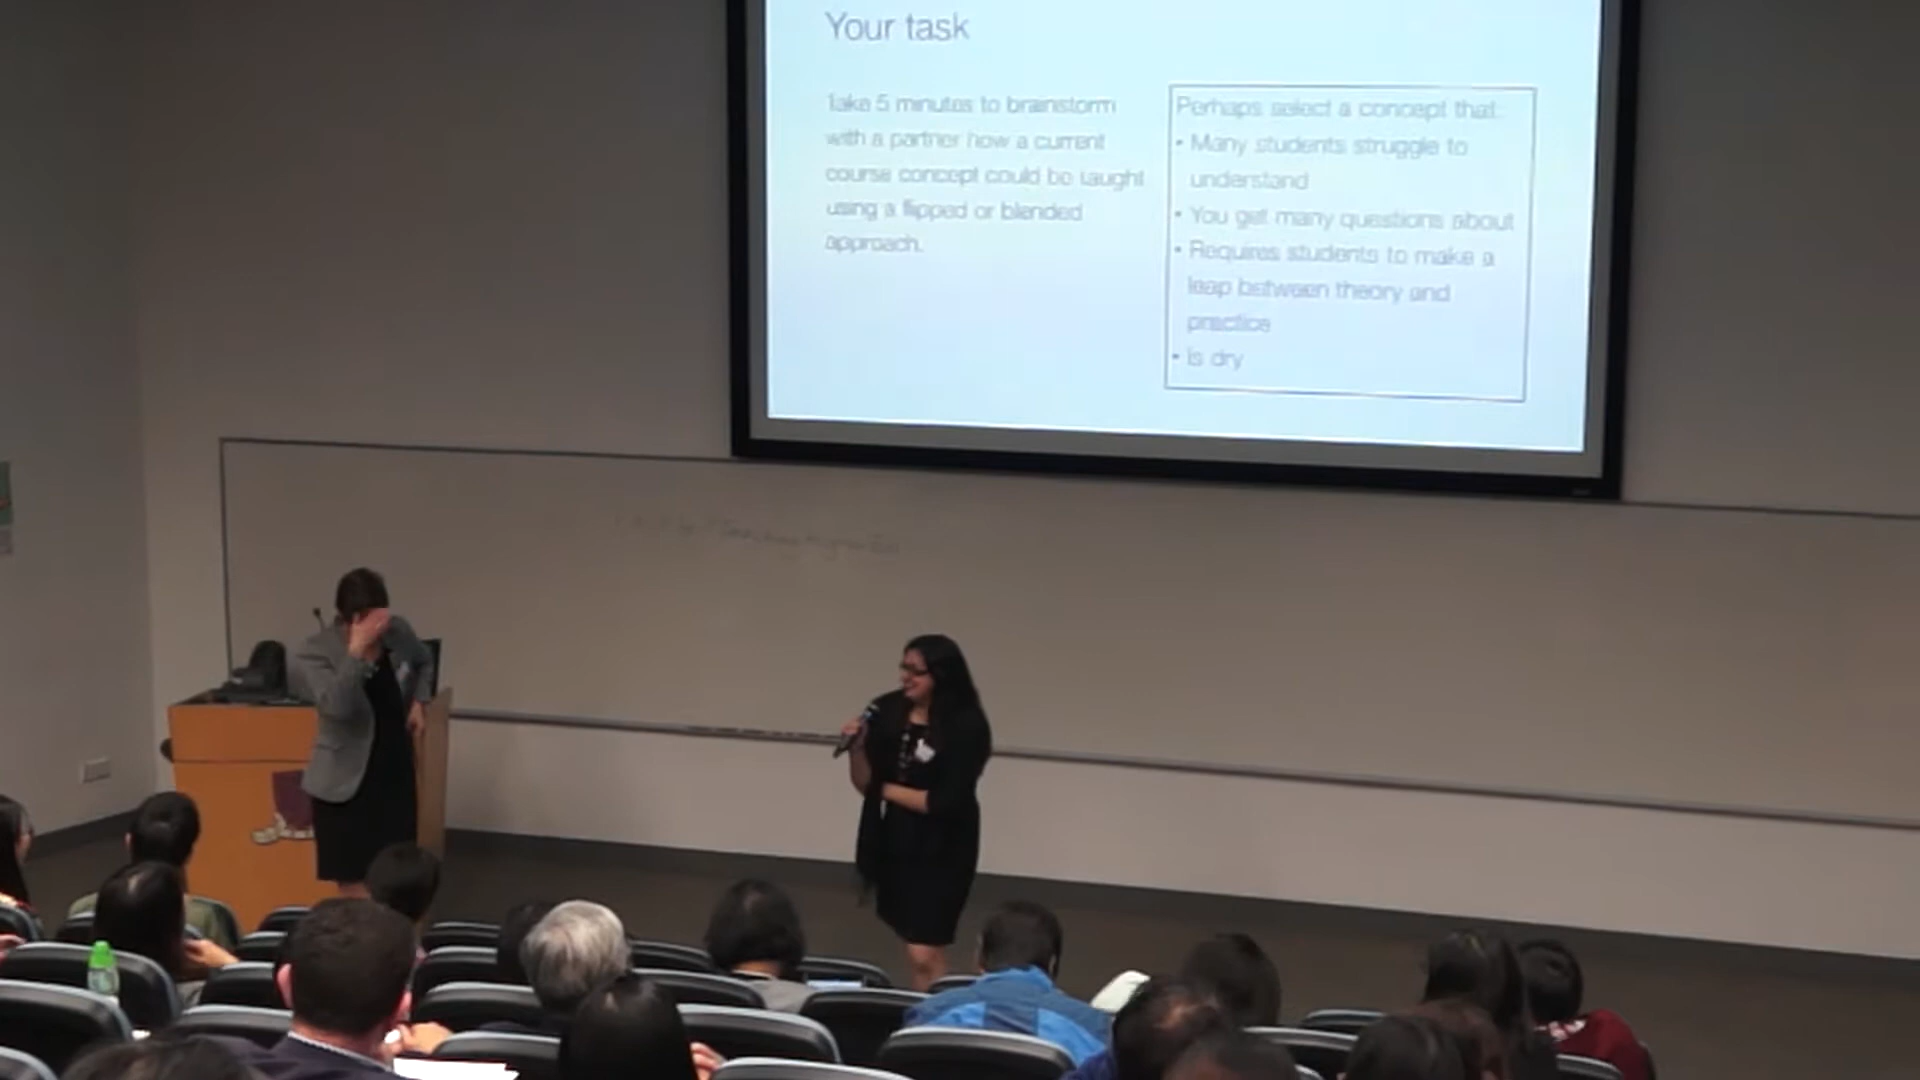 Your task
Take 5 minutes to brainstorm
with a partner how a current
course concept could be taught
using a flipped or blended
approach.
Perhaps select a concept that:
• Many students struggle to
understand
• You get many questions about
• Requires students to make a
leap between theory and
practice
• Is dry